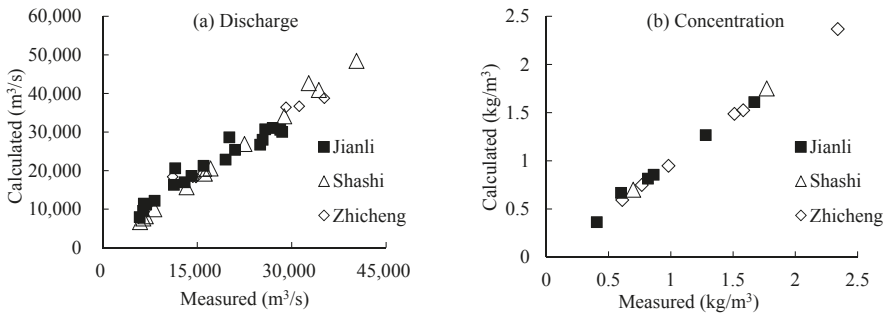 (a) Discharge
Calculated (m³/s)
60,000
50,000
40,000
30,000
20,000
10,000
0
Jianli
Shashi
Zhicheng
0 15,000 30,000 45,000
Measured (m³/s)
(b) Concentration
Calculated (kg/m³)
2.5
2
1.5
1
0.5
0
Jianli
Shashi
Zhicheng
0 0.5 1 1.5 2 2.5
Measured (kg/m³)